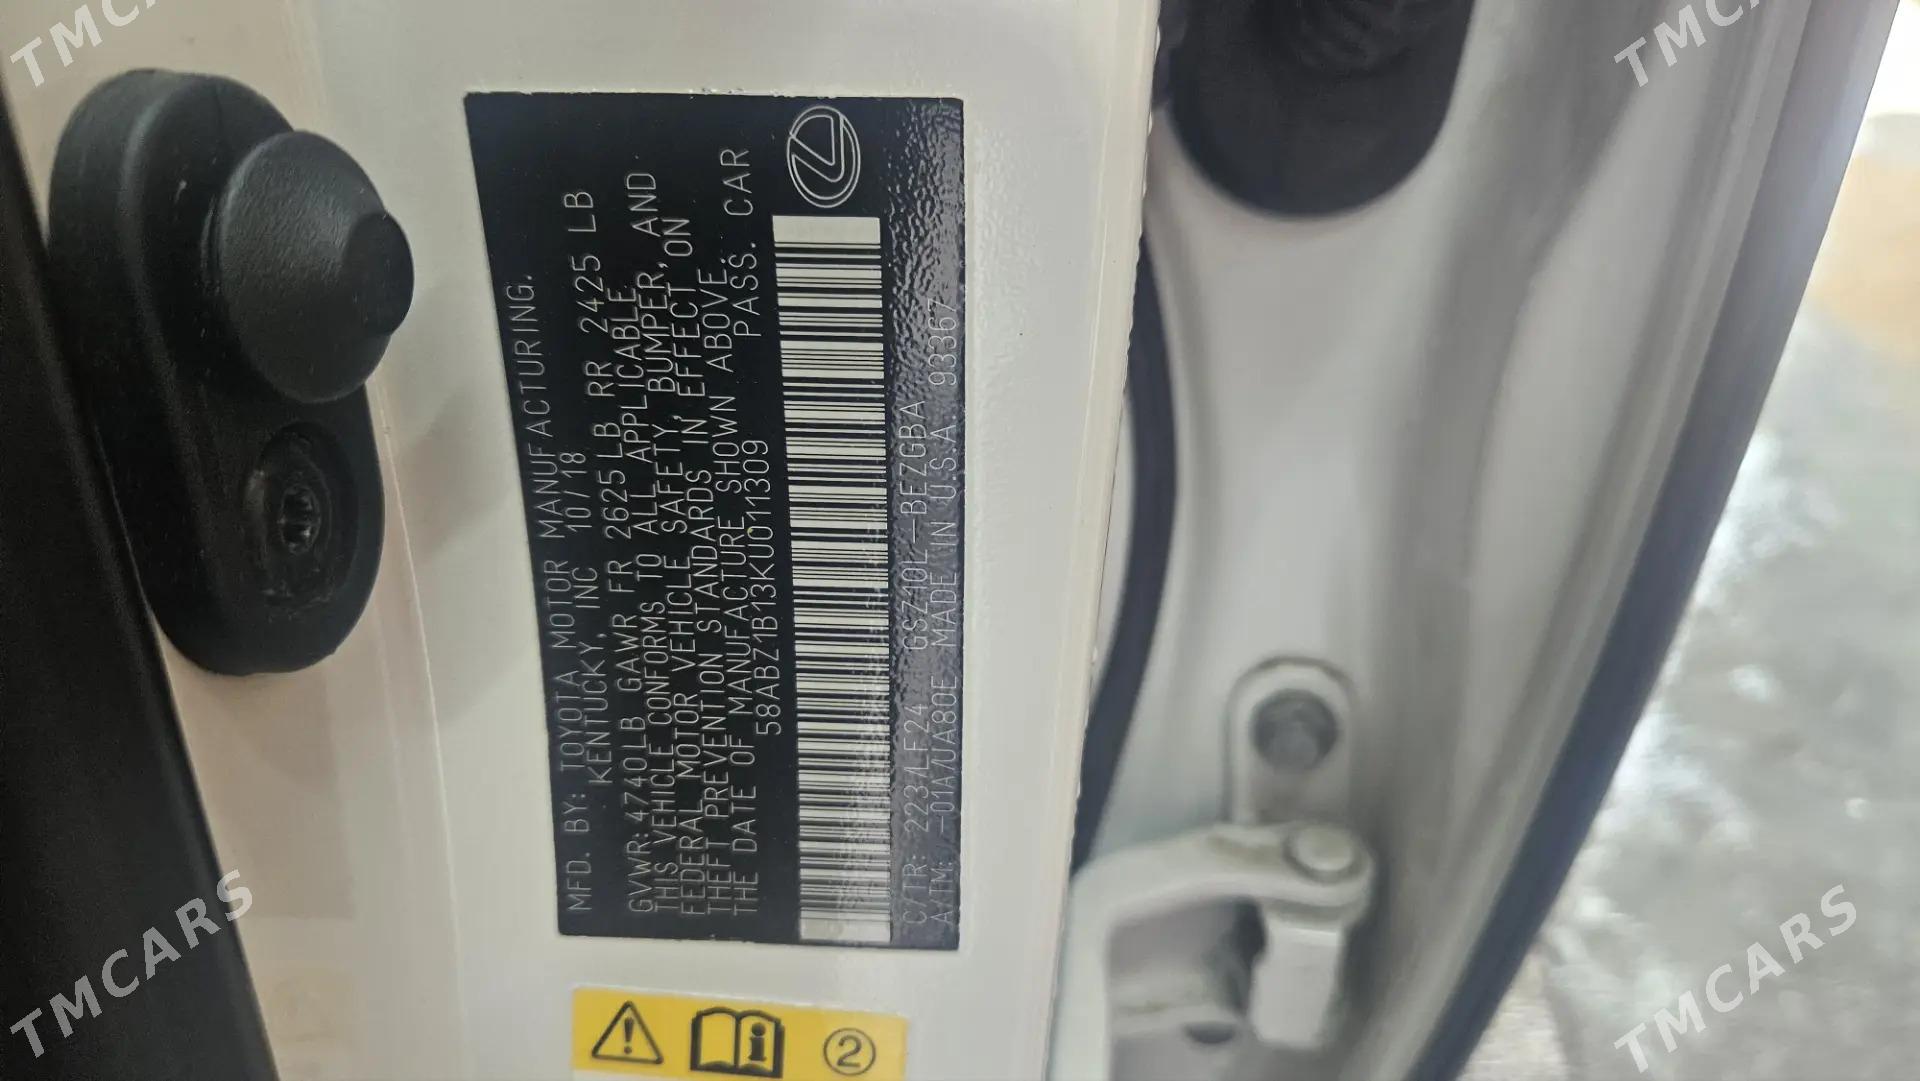 MFD. BY: TOYOTA MOTOR MANUFACTURING.
KENTUCKY, INC 10/18
GVWR: 4740LB GAWR FR 2625LB RR 2425 LB
THIS VEHICLE CONFORMS TO ALL APPLICABLE
FEDERAL MOTOR VEHICLE SAFETY, BUMPER, AND
THEFT PREVENTION STANDARDS IN EFFECT ON
THE DATE OF MANUFACTURE SHOWN ABOVE.
58ABZ1B13KU011309 PASS. CAR
C/TR: 223/LF24 GSZ10L-BEZGBA
A/TM: -01A/UA80E MADE IN U.S.A. 93367
2
TMCARS
TMCARS
TMCARS
TMCARS